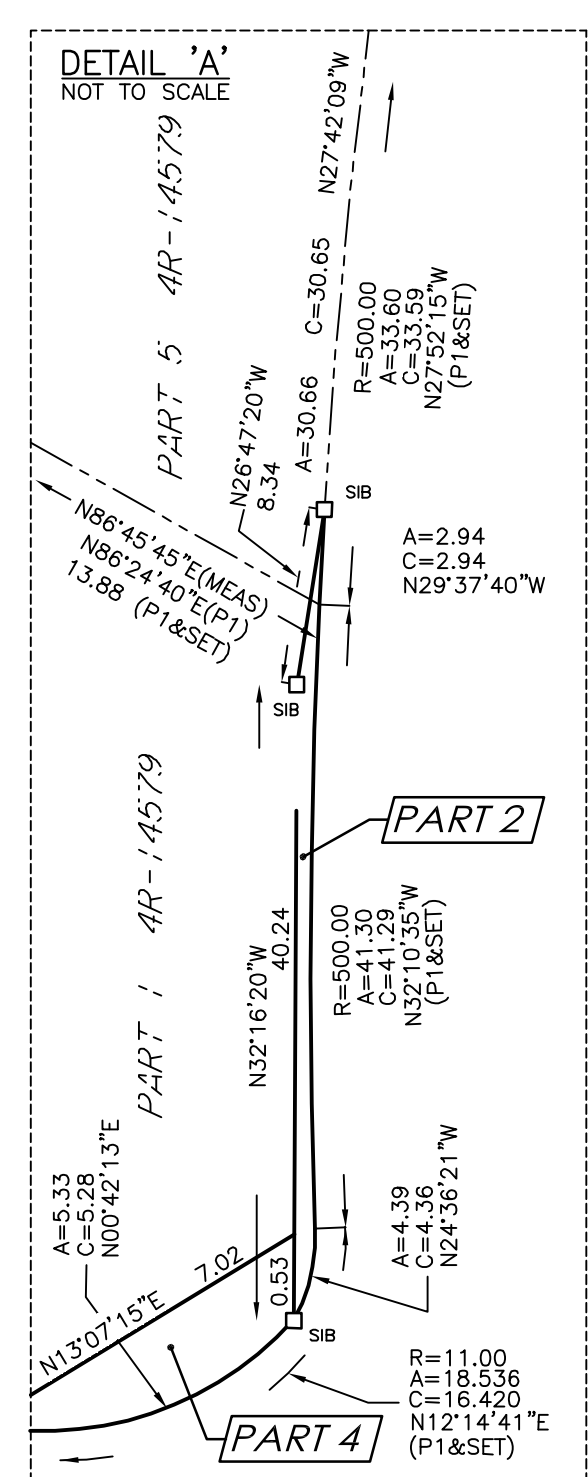 DETAIL 'A'
NOT TO SCALE
PART 5 4R-14579
N27°42'09"W
C=30.65
A=30.66
R=500.00
A=33.60
C=33.59
N27°52'15"W
(P1&SET)
N26°47'20"W
8.34
SIB
N86°45'45"E(MEAS)
N86°24'40"E(P1)
13.88 (P1&SET)
A=2.94
C=2.94
N29°37'40"W
SIB
PART 1 4R-14579
PART 2
N32°16'20"W
40.24
R=500.00
A=41.30
C=41.29
N32°10'35"W
(P1&SET)
A=5.33
C=5.28
N00°42'13"E
A=4.39
C=4.36
N24°36'21"W
7.02
N13°07'15"E
0.53
SIB
R=11.00
A=18.536
C=16.420
N12°14'41"E
(P1&SET)
PART 4